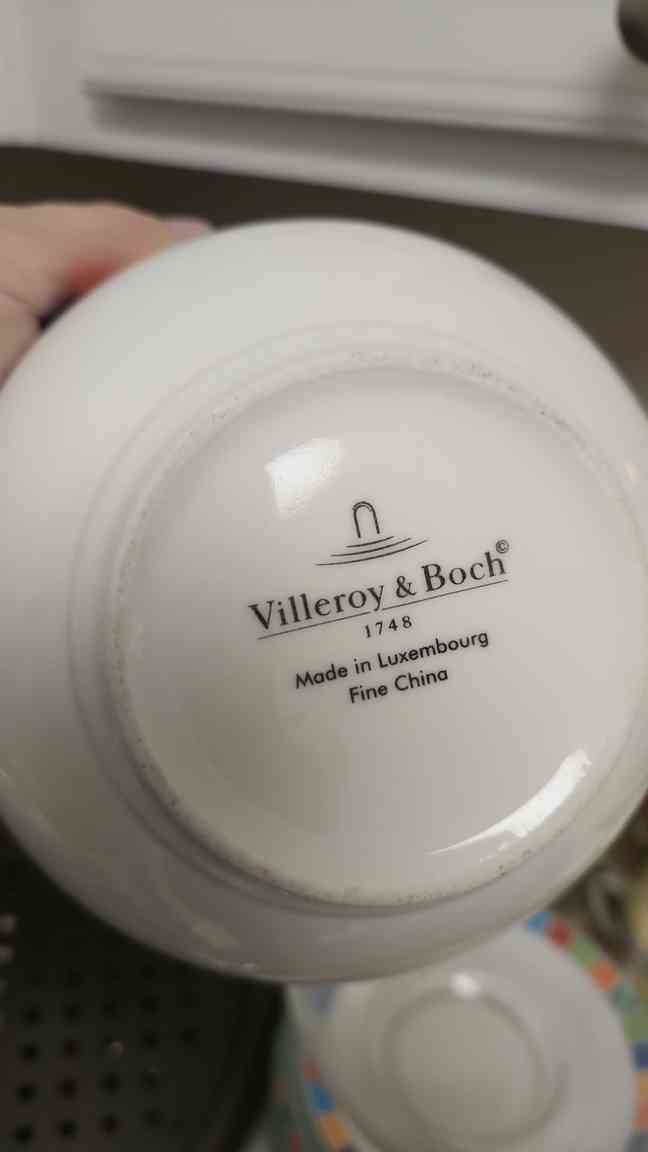 Villeroy & Boch©
1748
Made in Luxembourg
Fine China